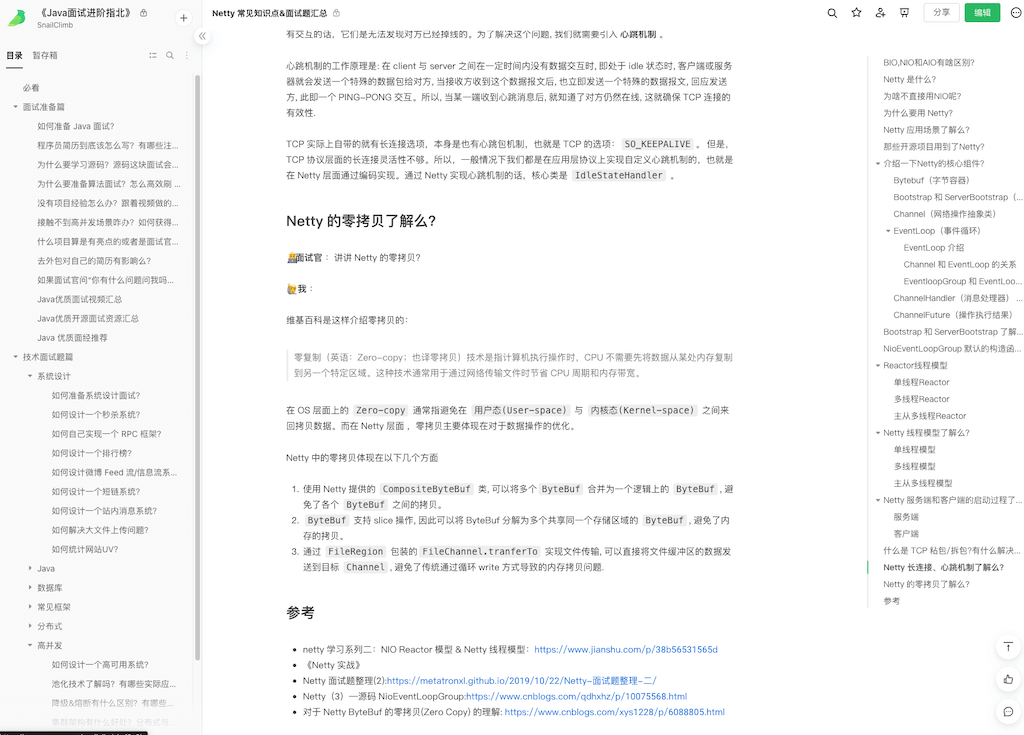 《Java面试进阶指北》
SnailClimb
目录 暂存箱
必看
面试准备篇
如何准备 Java 面试?
程序员简历到底该怎么写？有哪些注...
为什么要学习源码？源码这块面试会...
为什么要准备算法面试？怎么高效刷 ...
没有项目经验怎么办？跟着视频做的...
接触不到高并发场景咋办？如何获得...
什么项目算是有亮点的或者是面试官...
去外包对自己的简历有影响么?
如果面试官问“你有什么问题问我吗...
Java优质面试视频汇总
Java优质开源面试资源汇总
Java 优质面经推荐
技术面试题篇
系统设计
如何准备系统设计面试?
如何设计一个秒杀系统?
如何自己实现一个 RPC 框架?
如何设计一个排行榜?
如何设计微博 Feed 流/信息流系...
如何设计一个短链系统?
如何设计一个站内消息系统?
如何解决大文件上传问题?
如何统计网站UV?
Java
数据库
常见框架
分布式
高并发
如何设计一个高可用系统?
池化技术了解吗？有哪些实际应...
降级&熔断有什么区别？有哪些...
Netty 常见知识点&面试题汇总
分享 编辑
有交互的话，它们是无法发现对方已经掉线的。为了解决这个问题, 我们就需要引入 心跳机制 。
心跳机制的工作原理是: 在 client 与 server 之间在一定时间内没有数据交互时, 即处于 idle 状态时, 客户端或服务
器就会发送一个特殊的数据包给对方, 当接收方收到这个数据报文后, 也立即发送一个特殊的数据报文, 回应发送
方, 此即一个 PING-PONG 交互。所以, 当某一端收到心跳消息后, 就知道了对方仍然在线, 这就确保 TCP 连接的
有效性.
TCP 实际上自带的就有长连接选项，本身也有心跳包机制，也就是 TCP 的选项： SO_KEEPALIVE 。 但是，
TCP 协议层面的长连接灵活性不够。所以，一般情况下我们都是在应用层协议上实现自定义心跳机制的，也就是
在 Netty 层面通过编码实现。通过 Netty 实现心跳机制的话，核心类是 IdleStateHandler 。
Netty 的零拷贝了解么?
面试官 ：讲讲 Netty 的零拷贝?
我 ：
维基百科是这样介绍零拷贝的：
零复制（英语：Zero-copy；也译零拷贝）技术是指计算机执行操作时，CPU 不需要先将数据从某处内存复制
到另一个特定区域。这种技术通常用于通过网络传输文件时节省 CPU 周期和内存带宽。
在 OS 层面上的 Zero-copy 通常指避免在 用户态(User-space) 与 内核态(Kernel-space) 之间来
回拷贝数据。而在 Netty 层面 ，零拷贝主要体现在对于数据操作的优化。
Netty 中的零拷贝体现在以下几个方面
1. 使用 Netty 提供的 CompositeByteBuf 类, 可以将多个 ByteBuf 合并为一个逻辑上的 ByteBuf , 避
免了各个 ByteBuf 之间的拷贝。
2. ByteBuf 支持 slice 操作, 因此可以将 ByteBuf 分解为多个共享同一个存储区域的 ByteBuf , 避免了内
存的拷贝。
3. 通过 FileRegion 包装的 FileChannel.tranferTo 实现文件传输, 可以直接将文件缓冲区的数据发
送到目标 Channel , 避免了传统通过循环 write 方式导致的内存拷贝问题.
参考
netty 学习系列二：NIO Reactor 模型 & Netty 线程模型：https://www.jianshu.com/p/38b56531565d
《Netty 实战》
Netty 面试题整理(2):https://metatronxl.github.io/2019/10/22/Netty-面试题整理-二/
Netty（3）—源码 NioEventLoopGroup:https://www.cnblogs.com/qdhxhz/p/10075568.html
对于 Netty ByteBuf 的零拷贝(Zero Copy) 的理解: https://www.cnblogs.com/xys1228/p/6088805.html
BIO,NIO和AIO有啥区别?
Netty 是什么?
为啥不直接用NIO呢?
为什么要用 Netty?
Netty 应用场景了解么?
那些开源项目用到了Netty?
介绍一下Netty的核心组件?
Bytebuf（字节容器）
Bootstrap 和 ServerBootstrap（...
Channel（网络操作抽象类）
EventLoop（事件循环）
EventLoop 介绍
Channel 和 EventLoop 的关系
EventloopGroup 和 EventLoo...
ChannelHandler（消息处理器） ...
ChannelFuture（操作执行结果）
Bootstrap 和 ServerBootstrap 了解...
NioEventLoopGroup 默认的构造函...
Reactor线程模型
单线程Reactor
多线程Reactor
主从多线程Reactor
Netty 线程模型了解么?
单线程模型
多线程模型
主从多线程模型
Netty 服务端和客户端的启动过程了...
服务端
客户端
什么是 TCP 粘包/拆包?有什么解决...
Netty 长连接、心跳机制了解么?
Netty 的零拷贝了解么?
参考